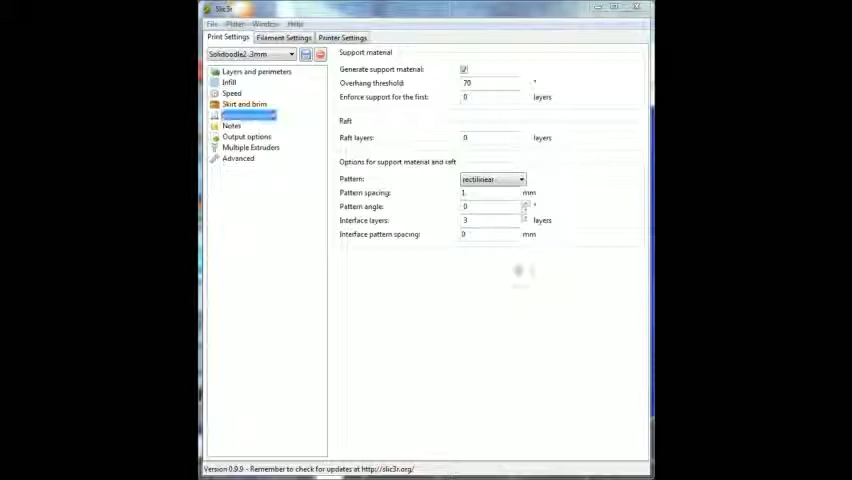 Slic3r
File Plater Window Help
Print Settings Filament Settings Printer Settings
Solidoodle2 .3mm
Layers and perimeters
Infill
Speed
Skirt and brim
Notes
Output options
Multiple Extruders
Advanced
Support material
Generate support material:
Overhang threshold: 70 °
Enforce support for the first: 0 layers
Raft
Raft layers: 0 layers
Options for support material and raft
Pattern: rectilinear
Pattern spacing: 1 mm
Pattern angle: 0 °
Interface layers: 3 layers
Interface pattern spacing: 0 mm
Version 0.9.9 - Remember to check for updates at http://slic3r.org/